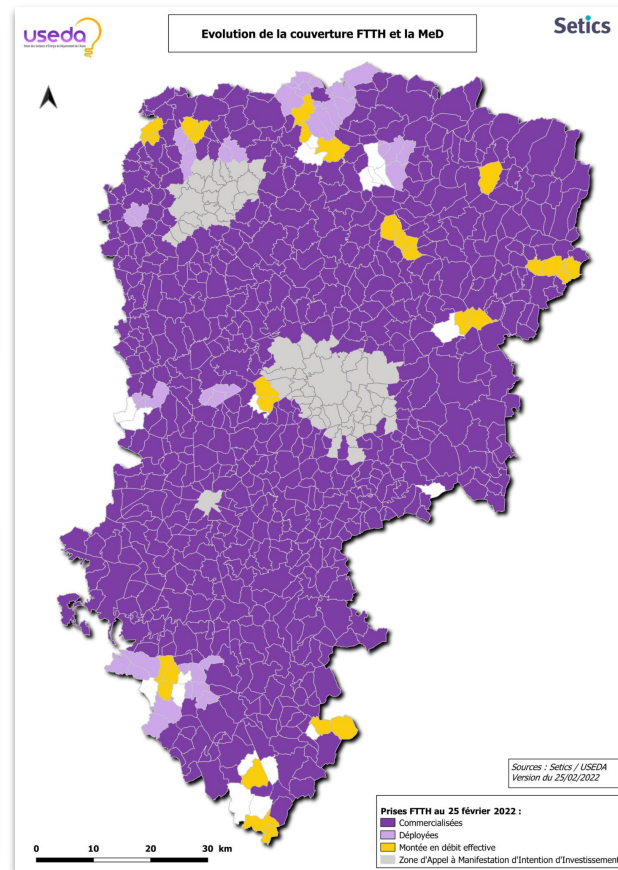 useda
Evolution de la couverture FTTH et la MeD
Setics
Sources : Setics / USEDA
Version du 25/02/2022
Prises FTTH au 25 février 2022 :
Commercialisées
Déployées
Montée en débit effective
Zone d'Appel à Manifestation d'Intention d'Investissement
0 10 20 30 km